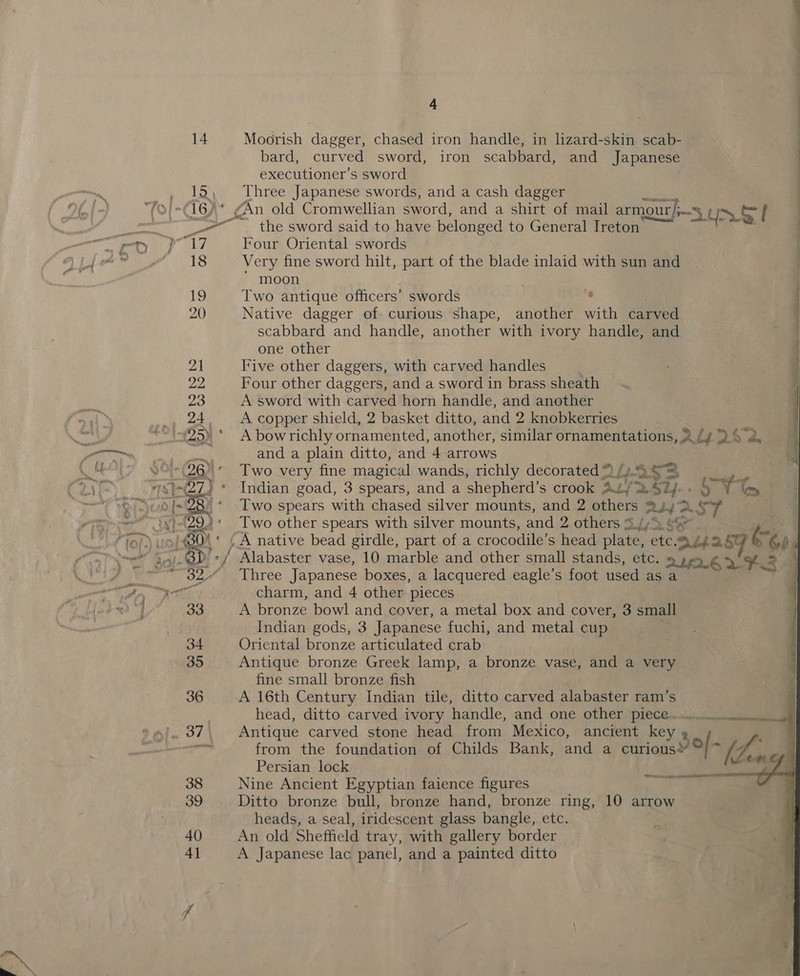 4
14 Moorish dagger, chased iron handle, in lizard-skin scab-
bard, curved sword, iron scabbard, and Japanese
executioner's sword
15 Three Japanese swords, and a cash dagger
16 An old Cromwellian sword, and a shirt of mail armour
the sword said to have belonged to General Ireton
17 Four Oriental swords
18 Very fine sword hilt, part of the blade inlaid with sun and
moon
19 Two antique officers' swords
20 Native dagger of curious shape, another with carved
scabbard and handle, another with ivory handle, and
one other
21 Five other daggers, with carved handles
22 Four other daggers, and a sword in brass sheath
23 A sword with carved horn handle, and another
24 A copper shield, 2 basket ditto, and 2 knobkerries
25 A bow richly ornamented, another, similar ornamentations,
and a plain ditto, and 4 arrows
26 Two very fine magical wands, richly decorated
27 Indian goad, 3 spears, and a shepherd's crook
28 Two spears with chased silver mounts, and 2 others
29 Two other spears with silver mounts, and 2 others
30 A native bead girdle, part of a crocodile's head plate, etc.
31 Alabaster vase, 10 marble and other small stands, etc.
32 Three Japanese boxes, a lacquered eagle's foot used as a
charm, and 4 other pieces
33 A bronze bowl and cover, a metal box and cover, 3 small
Indian gods, 3 Japanese fuchi, and metal cup
34 Oriental bronze articulated crab
35 Antique bronze Greek lamp, a bronze vase, and a very
fine small bronze fish
36 A 16th Century Indian tile, ditto carved alabaster ram's
head, ditto carved ivory handle, and one other piece
37 Antique carved stone head from Mexico, ancient key
from the foundation of Childs Bank, and a curious
Persian lock
38 Nine Ancient Egyptian faience figures
39 Ditto bronze bull, bronze hand, bronze ring, 10 arrow
heads, a seal, iridescent glass bangle, etc.
40 An old Sheffield tray, with gallery border
41 A Japanese lac panel, and a painted ditto